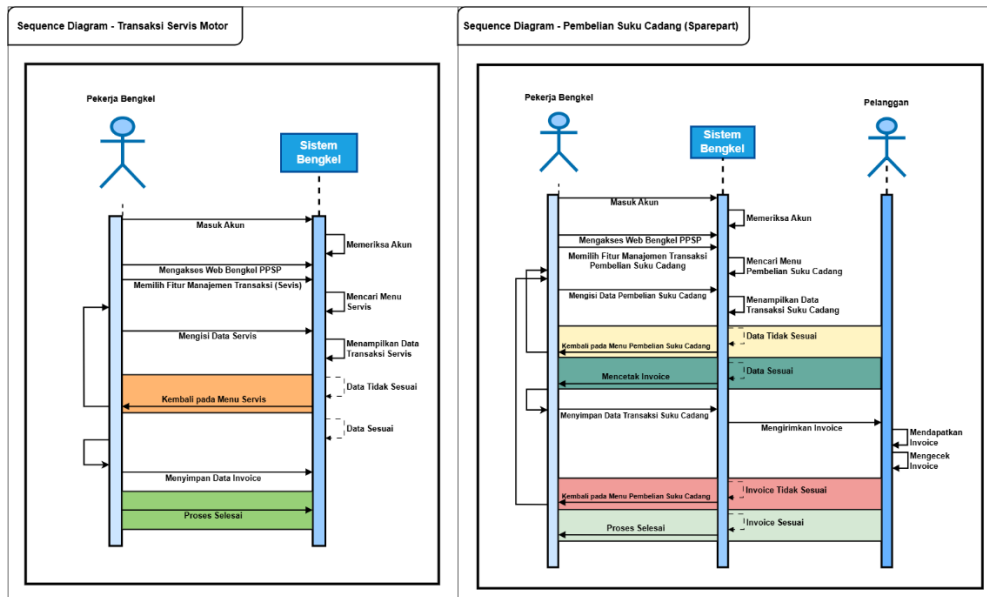 Sequence Diagram - Transaksi Servis Motor
Pekerja Bengkel
Sistem
Bengkel
Masuk Akun
Memeriksa Akun
Mengakses Web Bengkel PPSP
Memilih Fitur Manajemen Transaksi (Sevis)
Mencari Menu
Servis
Mengisi Data Servis
Menampilkan Data
Transaksi Servis
Data Tidak Sesuai
Kembali pada Menu Servis
Data Sesuai
Menyimpan Data Invoice
Proses Selesai
Sequence Diagram - Pembelian Suku Cadang (Sparepart)
Pekerja Bengkel
Sistem
Bengkel
Pelanggan
Masuk Akun
Memeriksa Akun
Mengakses Web Bengkel PPSP
Memilih Fitur Manajemen Transaksi
Pembelian Suku Cadang
Mencari Menu
Pembelian Suku Cadang
Mengisi Data Pembelian Suku Cadang
Menampilkan Data
Transaksi Suku Cadang
Data Tidak Sesuai
Kembali pada Menu Pembelian Suku Cadang
Data Sesuai
Mencetak Invoice
Menyimpan Data Transaksi Suku Cadang
Mengirimkan Invoice
Mendapatkan
Invoice
Mengecek
Invoice
Invoice Tidak Sesuai
Kembali pada Menu Pembelian Suku Cadang
Invoice Sesuai
Proses Selesai